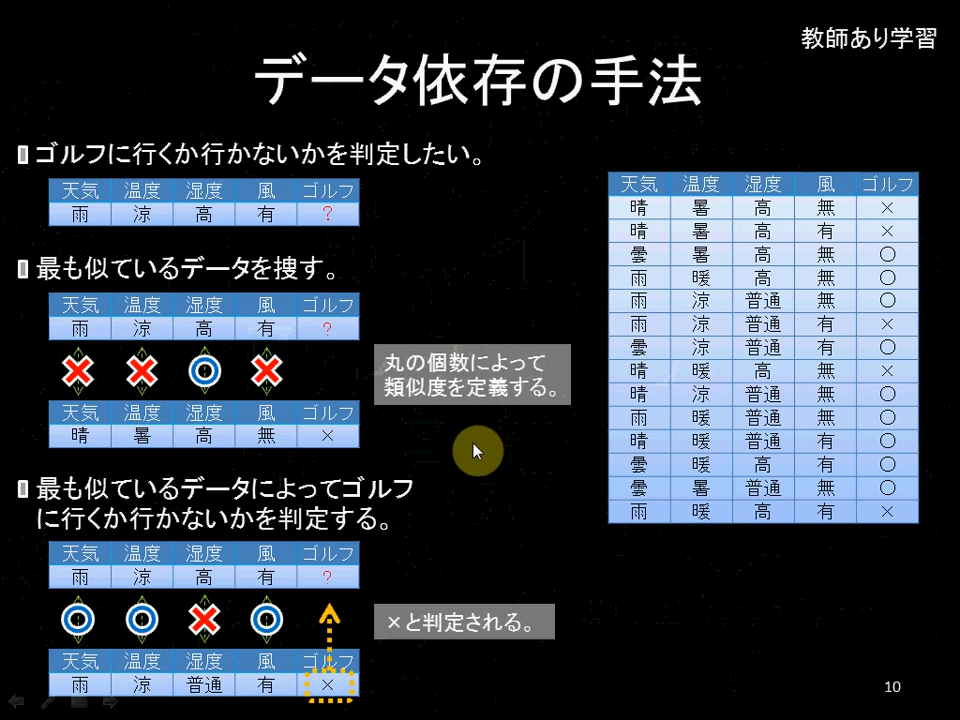 教師あり学習
データ依存の手法
ゴルフに行くか行かないかを判定したい。
天気 温度 湿度 風 ゴルフ
雨 涼 高 有 ?
最も似ているデータを捜す。
天気 温度 湿度 風 ゴルフ
雨 涼 高 有 ?
丸の個数によって
類似度を定義する。
天気 温度 湿度 風 ゴルフ
晴 暑 高 無 ×
最も似ているデータによってゴルフ
に行くか行かないかを判定する。
天気 温度 湿度 風 ゴルフ
雨 涼 高 有 ?
×と判定される。
天気 温度 湿度 風 ゴルフ
雨 涼 普通 有 ×
天気 温度 湿度 風 ゴルフ
晴 暑 高 無 ×
晴 暑 高 有 ×
曇 暑 高 無 ○
雨 暖 高 無 ○
雨 涼 普通 無 ○
雨 涼 普通 有 ×
曇 涼 普通 有 ○
晴 暖 高 無 ×
晴 涼 普通 無 ○
雨 暖 普通 無 ○
晴 暖 普通 有 ○
曇 暖 高 有 ○
曇 暑 普通 無 ○
雨 暖 高 有 ×
10